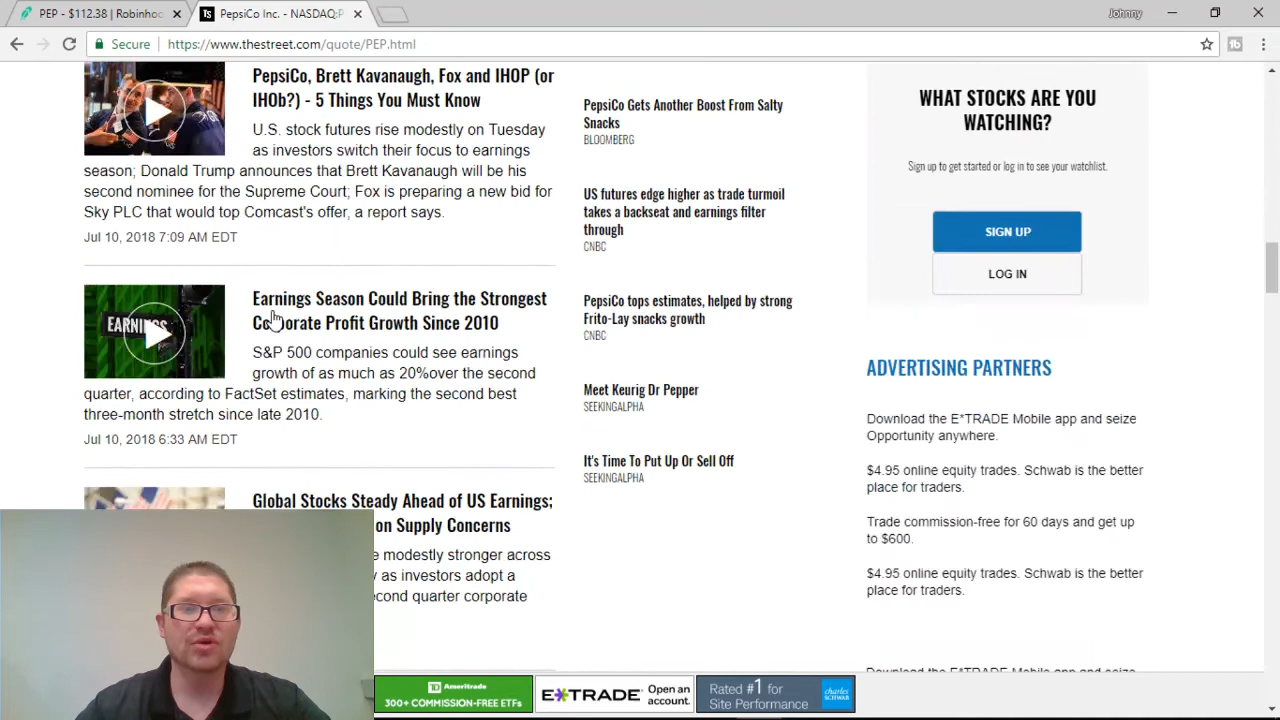 PEP - $112.38 | Robinhoo
PepsiCo Inc. - NASDAQ:P
Johnny
Secure
https://www.thestreet.com/quote/PEP.html
PepsiCo, Brett Kavanaugh, Fox and IHOP (or
IHOb?) - 5 Things You Must Know
U.S. stock futures rise modestly on Tuesday
as investors switch their focus to earnings
season; Donald Trump announces that Brett Kavanaugh will be his
second nominee for the Supreme Court; Fox is preparing a new bid for
Sky PLC that would top Comcast's offer, a report says.
Jul 10, 2018 7:09 AM EDT
EARNINGS
Earnings Season Could Bring the Strongest
Corporate Profit Growth Since 2010
S&P 500 companies could see earnings
growth of as much as 20%over the second
quarter, according to FactSet estimates, marking the second best
three-month stretch since late 2010.
Jul 10, 2018 6:33 AM EDT
Global Stocks Steady Ahead of US Earnings;
on Supply Concerns
modestly stronger across
as investors adopt a
cond quarter corporate
PepsiCo Gets Another Boost From Salty
Snacks
BLOOMBERG
US futures edge higher as trade turmoil
takes a backseat and earnings filter
through
CNBC
PepsiCo tops estimates, helped by strong
Frito-Lay snacks growth
CNBC
Meet Keurig Dr Pepper
SEEKINGALPHA
It's Time To Put Up Or Sell Off
SEEKINGALPHA
WHAT STOCKS ARE YOU
WATCHING?
Sign up to get started or log in to see your watchlist.
SIGN UP
LOG IN
ADVERTISING PARTNERS
Download the E*TRADE Mobile app and seize
Opportunity anywhere.
$4.95 online equity trades. Schwab is the better
place for traders.
Trade commission-free for 60 days and get up
to $600.
$4.95 online equity trades. Schwab is the better
place for traders.
Download the E*TRADE Mobile app and seize
TD Ameritrade
300+ COMMISSION-FREE ETFs
E*TRADE
Open an
account.
Rated #1 for
Site Performance
charles
SCHWAB